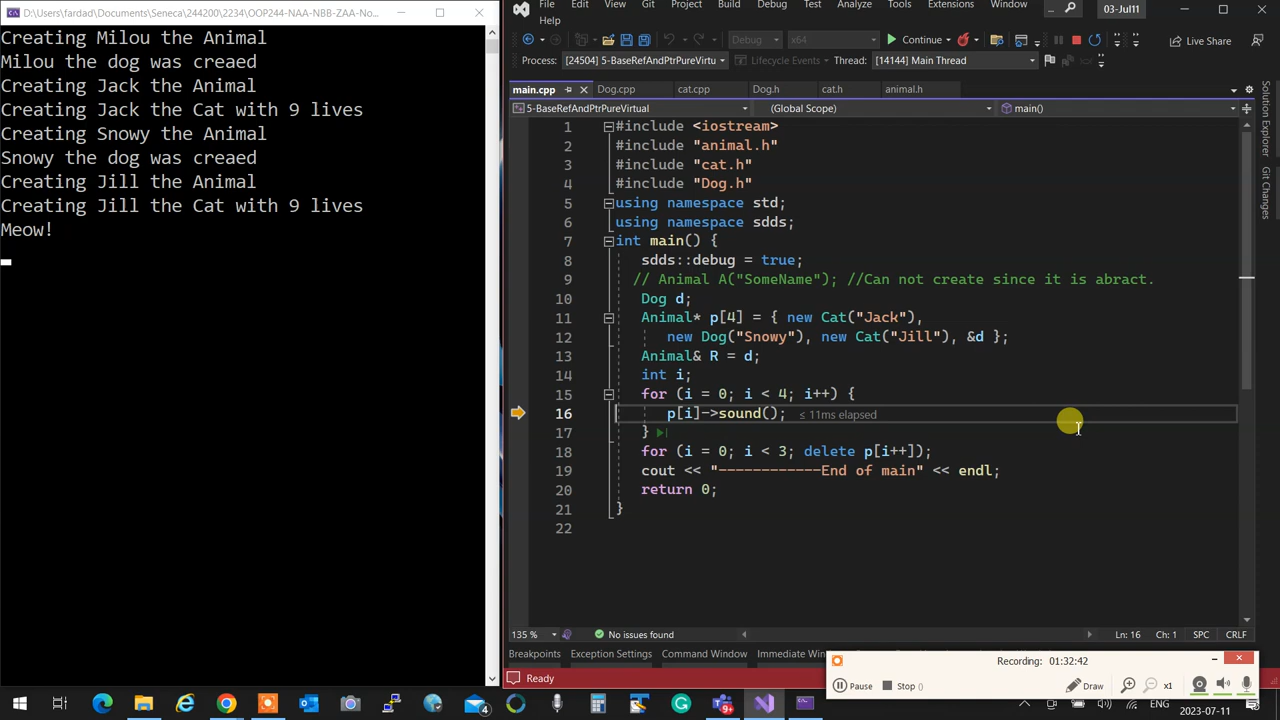 D:\Users\fardad\Documents\Seneca\244200\2234\OOP244-NAA-NBB-ZAA-No...
Creating Milou the Animal
Milou the dog was creaed
Creating Jack the Animal
Creating Jack the Cat with 9 lives
Creating Snowy the Animal
Snowy the dog was creaed
Creating Jill the Animal
Creating Jill the Cat with 9 lives
Meow!
File Edit View Git Project Build Debug Test Analyze Tools Extensions Window 03-Jul11
Help
Debug x64 Continue Live Share
Process: [24504] 5-BaseRefAndPtrPureVirtu Lifecycle Events Thread: [14144] Main Thread
main.cpp Dog.cpp cat.cpp Dog.h cat.h animal.h
5-BaseRefAndPtrPureVirtual (Global Scope) main()
1 #include <iostream>
2 #include "animal.h"
3 #include "cat.h"
4 #include "Dog.h"
5 using namespace std;
6 using namespace sdds;
7 int main() {
8 sdds::debug = true;
9 // Animal A("SomeName"); //Can not create since it is abract.
10 Dog d;
11 Animal* p[4] = { new Cat("Jack"),
12 new Dog("Snowy"), new Cat("Jill"), &d };
13 Animal& R = d;
14 int i;
15 for (i = 0; i < 4; i++) {
16 p[i]->sound(); ≤ 11ms elapsed
17 }
18 for (i = 0; i < 3; delete p[i++]);
19 cout << "------------End of main" << endl;
20 return 0;
21 }
22
Solution Explorer
Git Changes
135 % No issues found Ln: 16 Ch: 1 SPC CRLF
Breakpoints Exception Settings Command Window Immediate Win
Ready
Recording: 01:32:42
Pause Stop () Draw x1
4 9+ ENG 2023-07-11